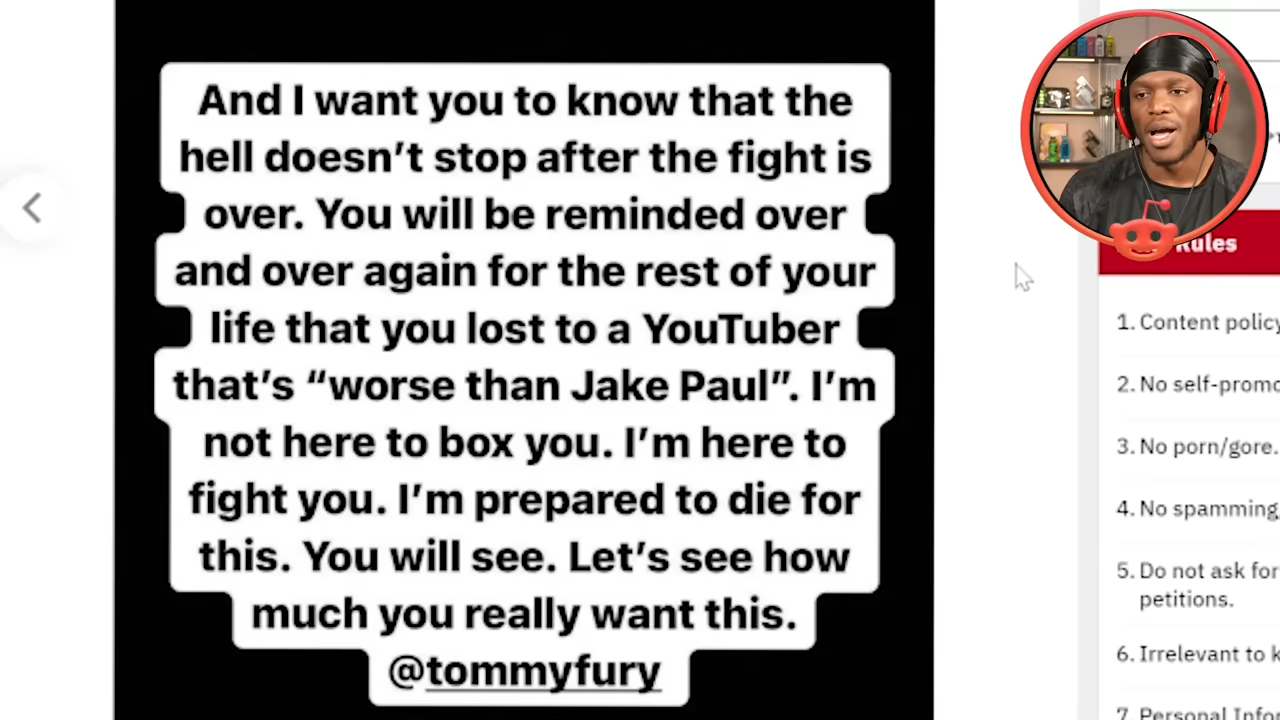 And I want you to know that the
hell doesn't stop after the fight is
over. You will be reminded over
and over again for the rest of your
life that you lost to a YouTuber
that's “worse than Jake Paul”. I'm
not here to box you. I'm here to
fight you. I'm prepared to die for
this. You will see. Let's see how
much you really want this.
@tommyfury
Rules
1. Content policy
2. No self-promo
3. No porn/gore.
4. No spamming,
5. Do not ask for
petitions.
6. Irrelevant to k
7. Personal Infor